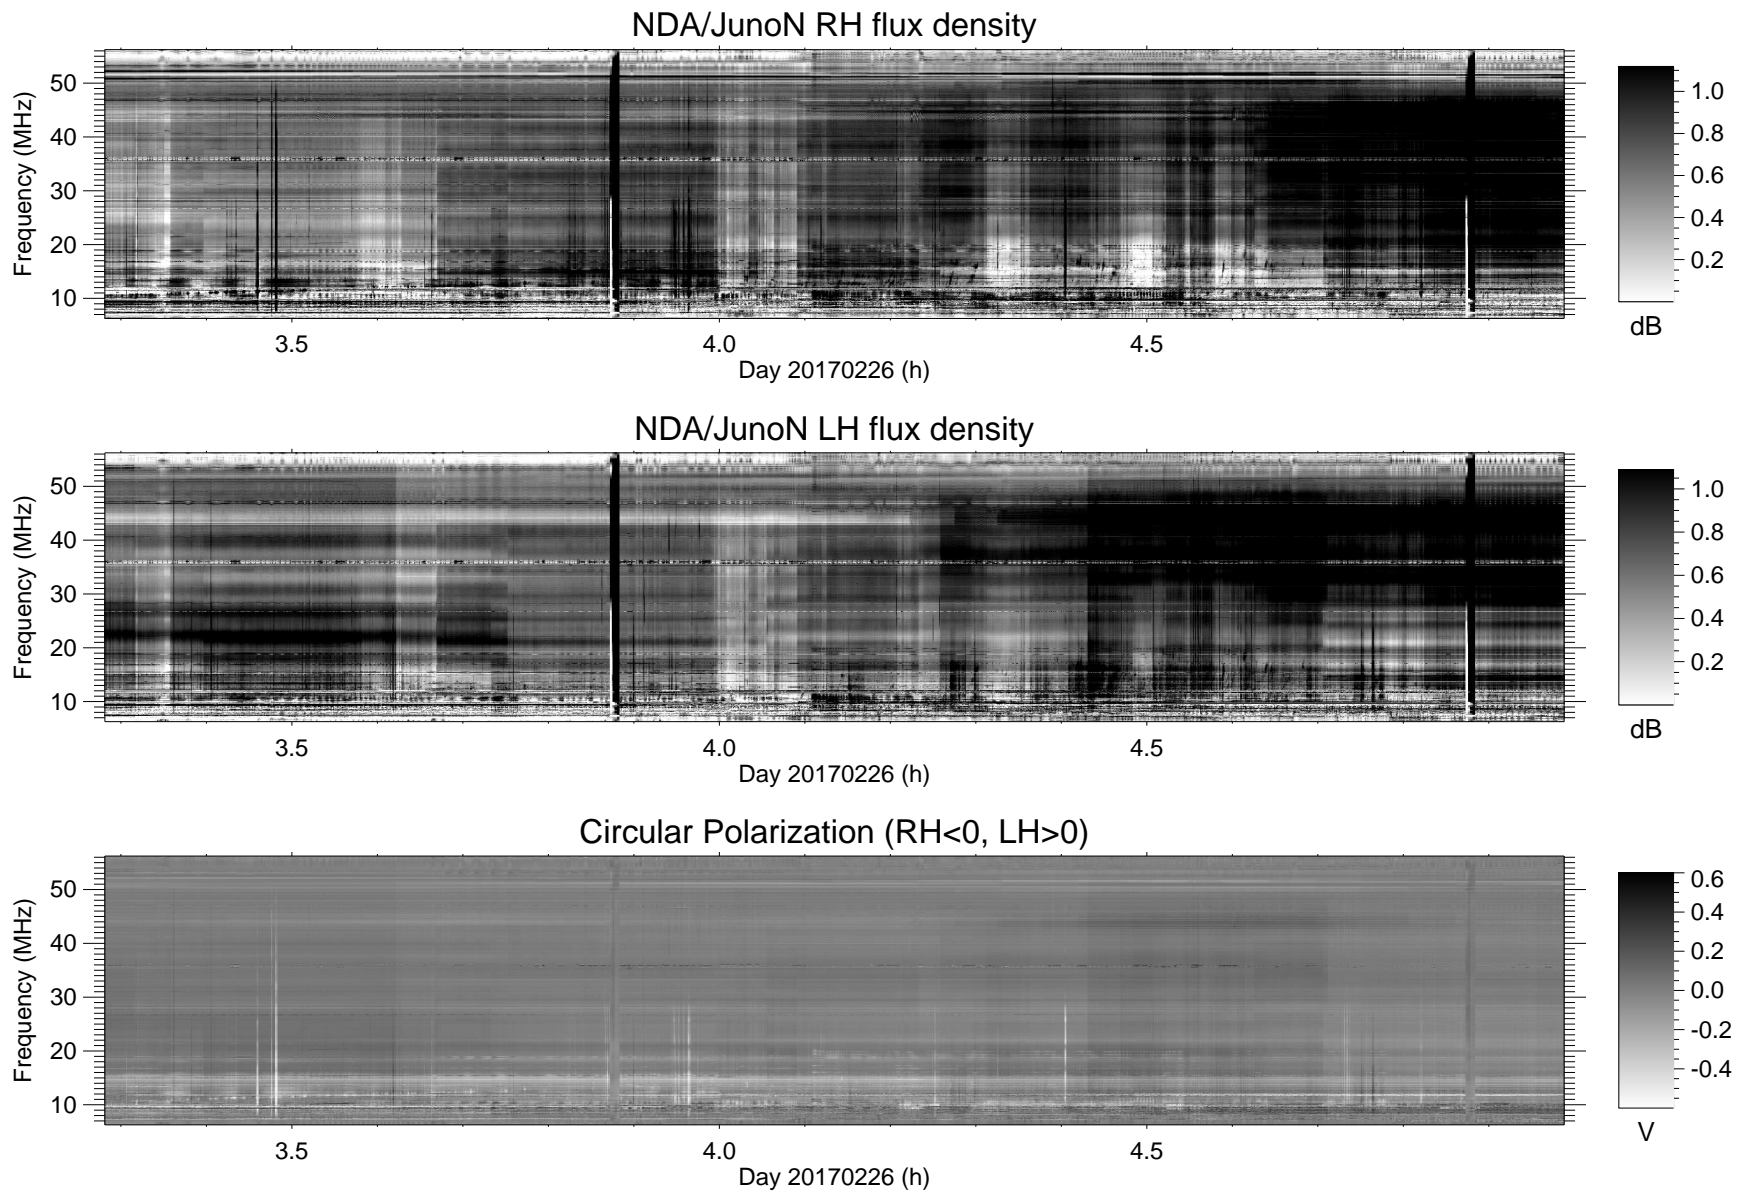 NDA/JunoN RH flux density
Frequency (MHz)
50
40
30
20
10
3.5 4.0 4.5
Day 20170226 (h)
1.0
0.8
0.6
0.4
0.2
dB
NDA/JunoN LH flux density
Frequency (MHz)
50
40
30
20
10
3.5 4.0 4.5
Day 20170226 (h)
1.0
0.8
0.6
0.4
0.2
dB
Circular Polarization (RH<0, LH>0)
Frequency (MHz)
50
40
30
20
10
3.5 4.0 4.5
Day 20170226 (h)
0.6
0.4
0.2
0.0
-0.2
-0.4
V